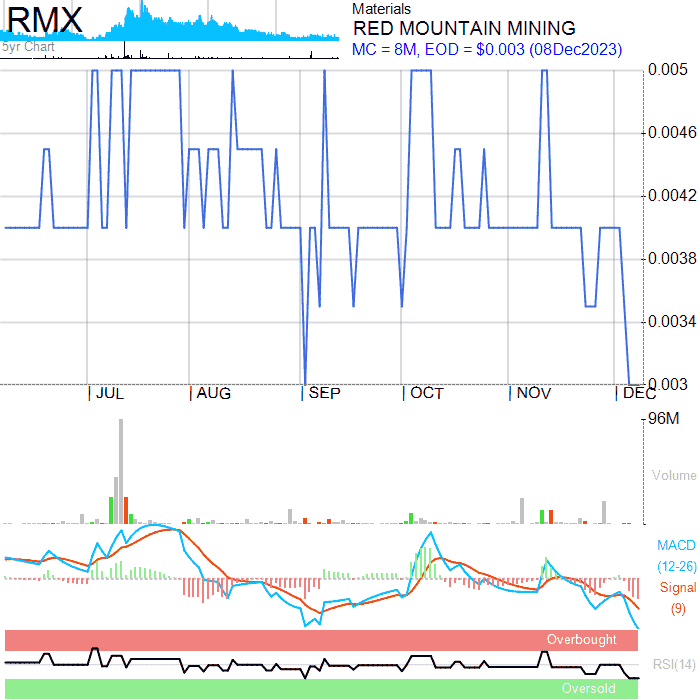 RMX
5yr Chart
Materials
RED MOUNTAIN MINING
MC = 8M, EOD = $0.003 (08Dec2023)
0.005
0.0046
0.0042
0.0038
0.0034
0.003
JUL AUG SEP OCT NOV DEC
96M
Volume
MACD
(12-26)
Signal
(9)
Overbought
RSI(14)
Oversold